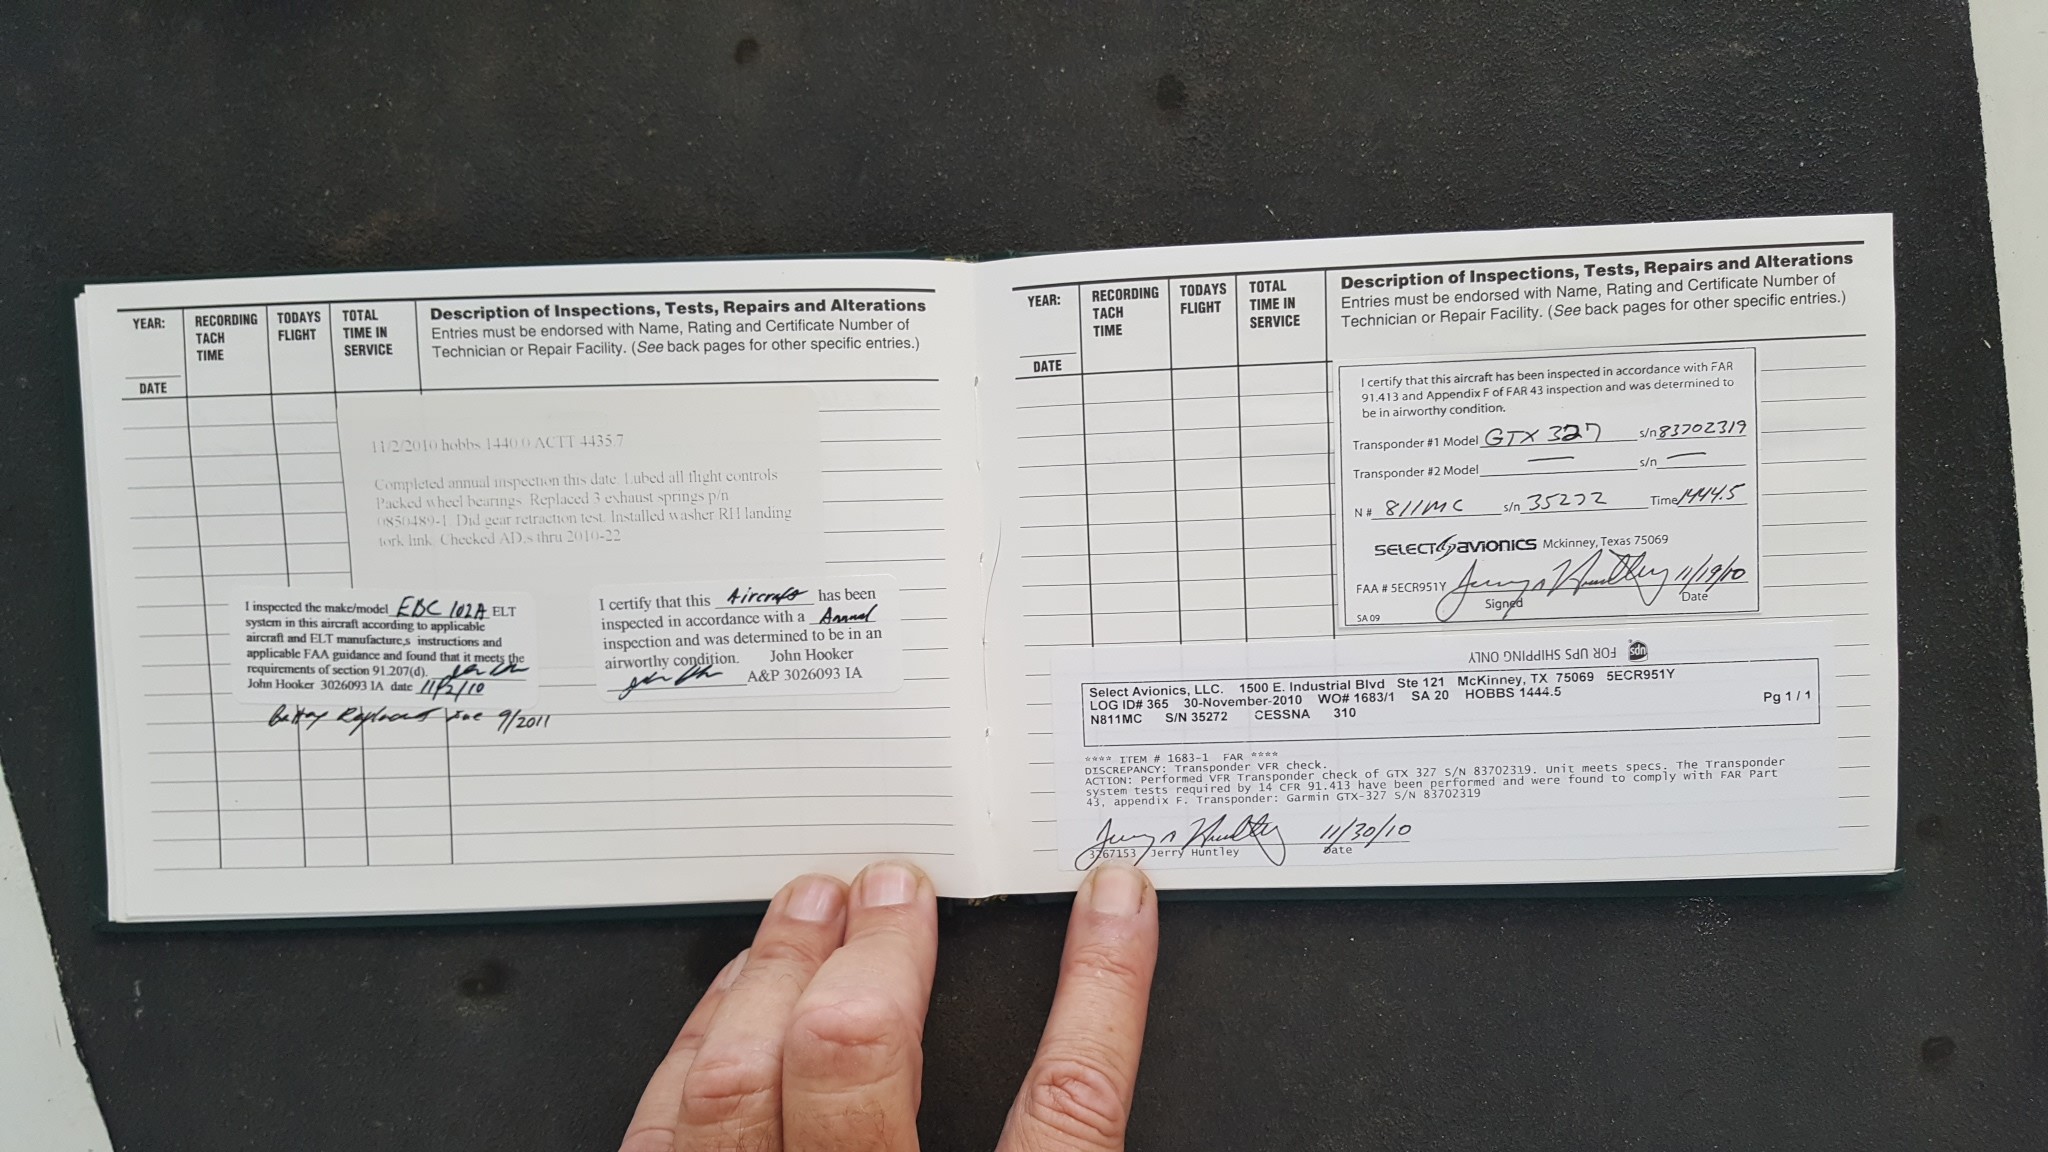 YEAR:
DATE
RECORDING
TACH
TIME
TODAYS
FLIGHT
TOTAL
TIME IN
SERVICE
Description of Inspections, Tests, Repairs and Alterations
Entries must be endorsed with Name, Rating and Certificate Number of
Technician or Repair Facility. (See back pages for other specific entries.)
11/2/2010 hobbs 1440.0 ACTT 4435.7
Completed annual inspection this date. Lubed all flight controls
Packed wheel bearings. Replaced 3 exhaust springs p/n
0850489-1. Did gear retraction test. Installed washer RH landing
tork link. Checked AD,s thru 2010-22
I inspected the make/model EBC 102A ELT
system in this aircraft according to applicable
aircraft and ELT manufacture,s instructions and
applicable FAA guidance and found that it meets the
requirements of section 91.207(d).
John Hooker 3026093 IA date 11/2/10
Battery Replacement Due 9/2011
I certify that this Aircraft has been
inspected in accordance with a Annual
inspection and was determined to be in an
airworthy condition. John Hooker
A&P 3026093 IA
YEAR:
DATE
RECORDING
TACH
TIME
TODAYS
FLIGHT
TOTAL
TIME IN
SERVICE
Description of Inspections, Tests, Repairs and Alterations
Entries must be endorsed with Name, Rating and Certificate Number of
Technician or Repair Facility. (See back pages for other specific entries.)
I certify that this aircraft has been inspected in accordance with FAR
91.413 and Appendix F of FAR 43 inspection and was determined to
be in airworthy condition.
Transponder #1 Model GTX 327 s/n 83702319
Transponder #2 Model — s/n —
N # 811MC s/n 35272 Time 1444.5
SELECT avionics Mckinney, Texas 75069
FAA # 5ECR951Y Jerry Huntley 11/19/10
Signed Date
SA 09
FOR UPS SHIPPING ONLY ups
Select Avionics, LLC. 1500 E. Industrial Blvd Ste 121 McKinney, TX 75069 5ECR951Y
LOG ID# 365 30-November-2010 WO# 1683/1 SA 20 HOBBS 1444.5 Pg 1 / 1
N811MC S/N 35272 CESSNA 310
**** ITEM # 1683-1 FAR ****
DISCREPANCY: Transponder VFR check.
ACTION: Performed VFR Transponder check of GTX 327 S/N 83702319. Unit meets specs. The Transponder
system tests required by 14 CFR 91.413 have been performed and were found to comply with FAR Part
43, appendix F. Transponder: Garmin GTX-327 S/N 83702319
Jerry Huntley 11/30/10
3267153 Jerry Huntley Date